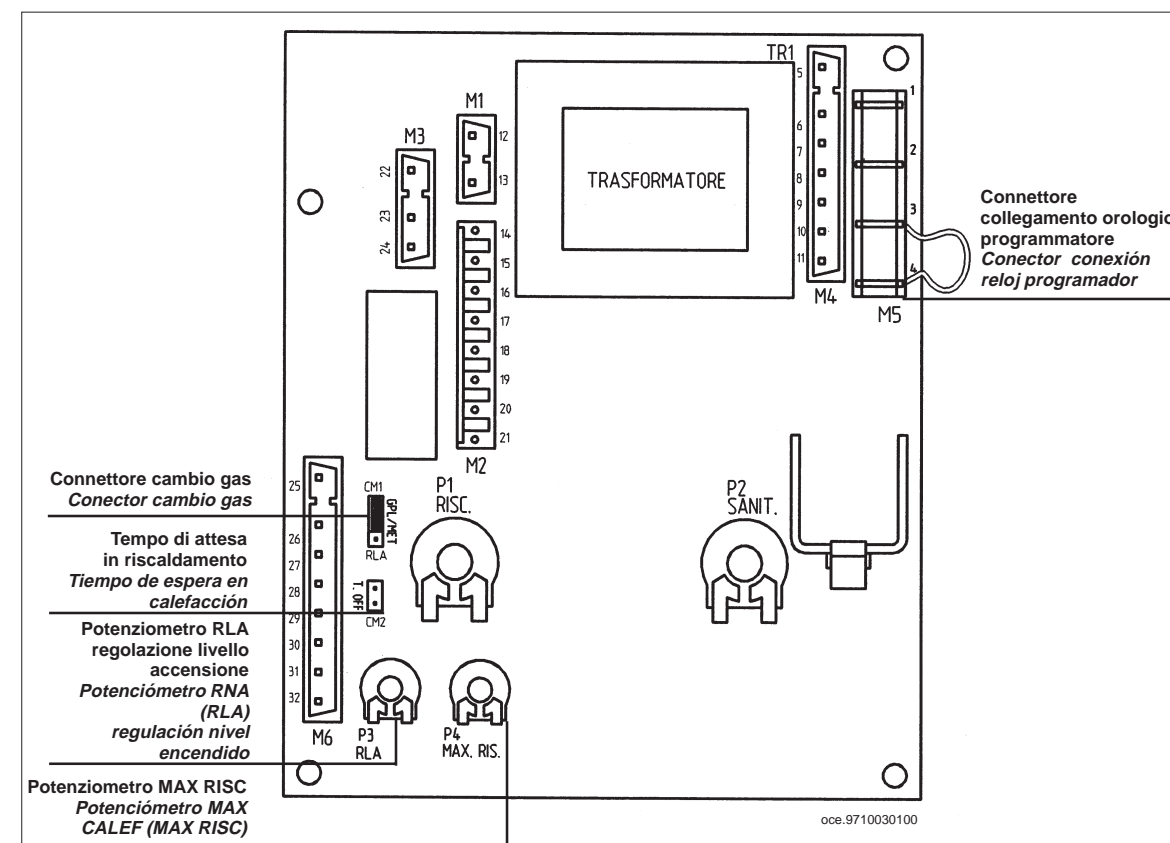 TR1
5
6
7
8
9
10
11
M4
1
2
3
4
M5
M1
12
13
M3
22
23
24
14
15
16
17
18
19
20
21
M2
TRASFORMATORE
Connettore
collegamento orologio
programmatore
Conector conexión
reloj programador
Connettore cambio gas
Conector cambio gas
Tempo di attesa
in riscaldamento
Tiempo de espera en
calefacción
Potenziometro RLA
regolazione livello
accensione
Potenciómetro RNA
(RLA)
regulación nivel
encendido
Potenziometro MAX RISC
Potenciómetro MAX
CALEF (MAX RISC)
25
26
27
28
29
30
31
32
M6
CM1
GPL/MET
RLA
T. OFF
CM2
P1
RISC.
P2
SANIT.
P3
RLA
P4
MAX. RIS.
oce.9710030100